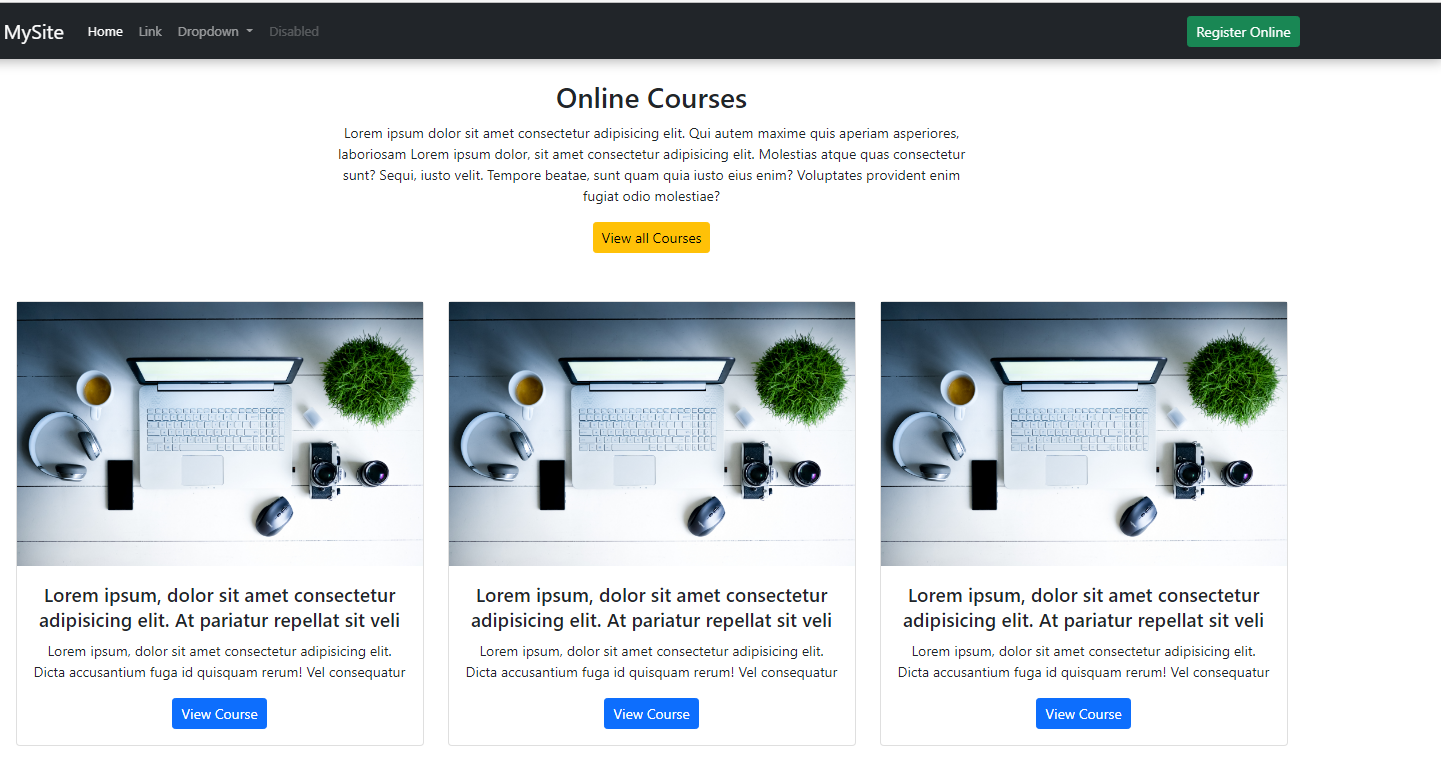 MySite Home Link Dropdown Disabled Register Online
Online Courses
Lorem ipsum dolor sit amet consectetur adipisicing elit. Qui autem maxime quis aperiam asperiores,
laboriosam Lorem ipsum dolor, sit amet consectetur adipisicing elit. Molestias atque quas consectetur
sunt? Sequi, iusto velit. Tempore beatae, sunt quam quia iusto eius enim? Voluptates provident enim
fugiat odio molestiae?
View all Courses
Lorem ipsum, dolor sit amet consectetur
adipisicing elit. At pariatur repellat sit veli
Lorem ipsum, dolor sit amet consectetur adipisicing elit.
Dicta accusantium fuga id quisquam rerum! Vel consequatur
View Course
Lorem ipsum, dolor sit amet consectetur
adipisicing elit. At pariatur repellat sit veli
Lorem ipsum, dolor sit amet consectetur adipisicing elit.
Dicta accusantium fuga id quisquam rerum! Vel consequatur
View Course
Lorem ipsum, dolor sit amet consectetur
adipisicing elit. At pariatur repellat sit veli
Lorem ipsum, dolor sit amet consectetur adipisicing elit.
Dicta accusantium fuga id quisquam rerum! Vel consequatur
View Course